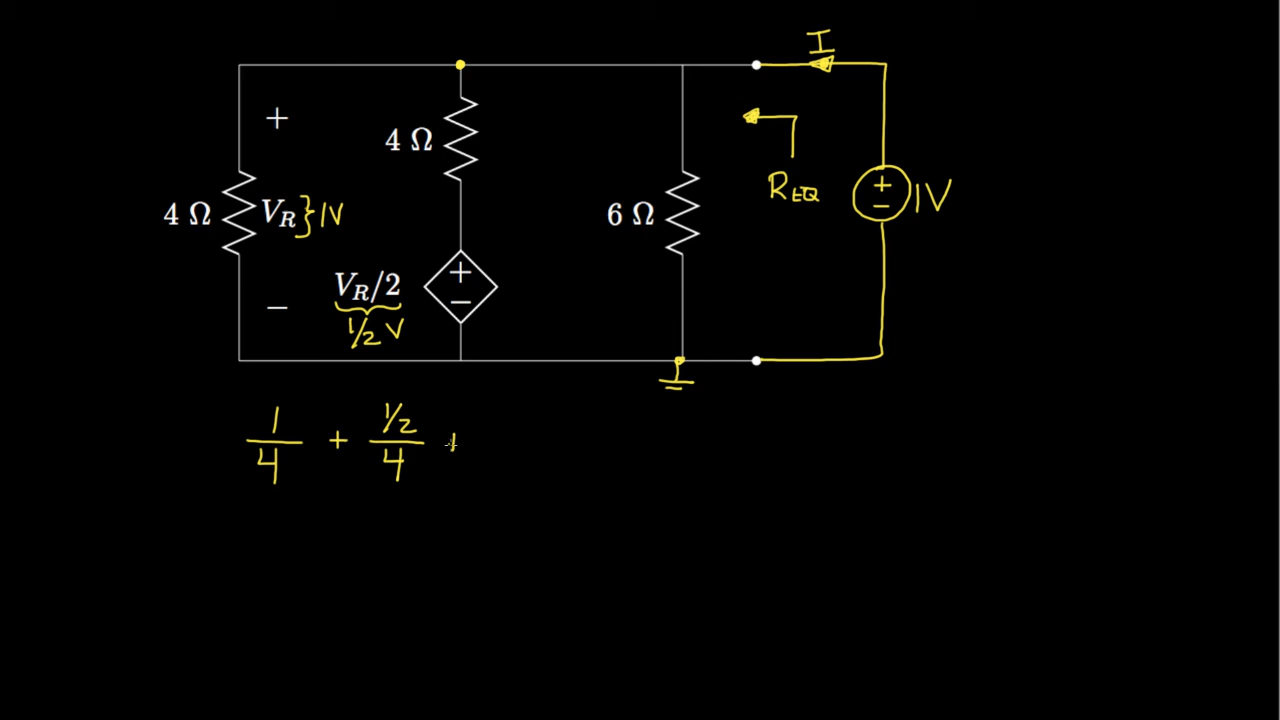 I
+
4 Ω
4 Ω
V_R } 1V
6 Ω
R_EQ
+
−
1V
V_R/2
½ V
+
−
−
1/4 + ½/4 +